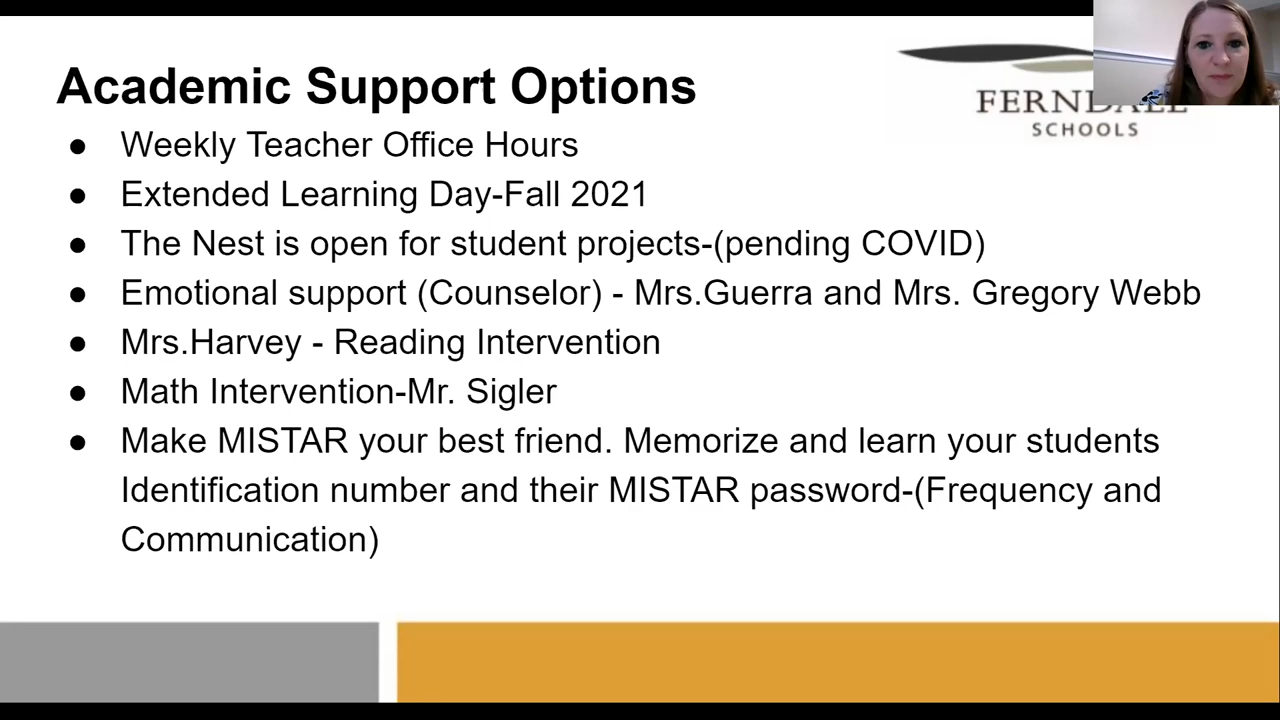 Academic Support Options
● Weekly Teacher Office Hours
● Extended Learning Day-Fall 2021
● The Nest is open for student projects-(pending COVID)
● Emotional support (Counselor) - Mrs.Guerra and Mrs. Gregory Webb
● Mrs.Harvey - Reading Intervention
● Math Intervention-Mr. Sigler
● Make MISTAR your best friend. Memorize and learn your students
Identification number and their MISTAR password-(Frequency and
Communication)
FERNDALE
SCHOOLS